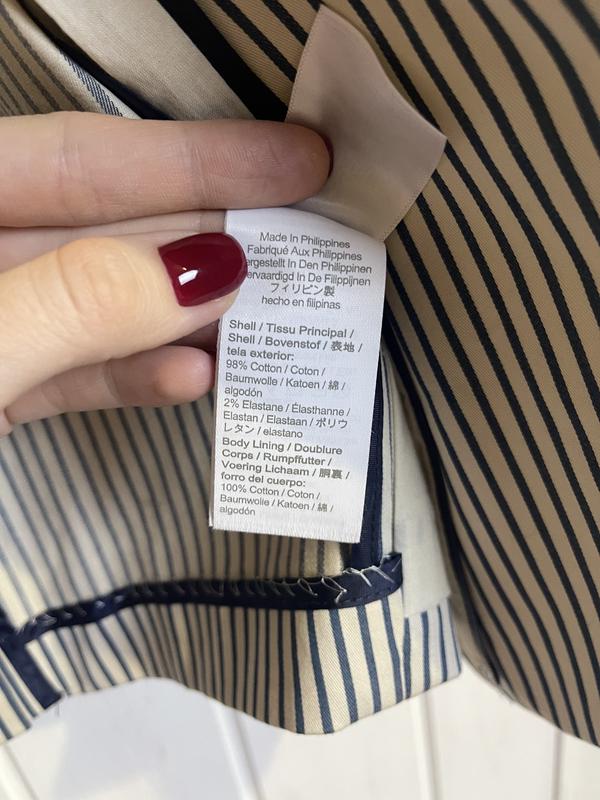 Made In Philippines
Fabriqué Aux Philippines
ergestellt In Den Philippinen
ervaardigd In De Filippijnen
フィリピン製
hecho en filipinas
Shell / Tissu Principal /
Shell / Bovenstof / 表地 /
tela exterior:
98% Cotton / Coton /
Baumwolle / Katoen / 綿 /
algodón
2% Elastane / Élasthanne /
Elastan / Elastaan / ポリウ
レタン / elastano
Body Lining / Doublure
Corps / Rumpffutter /
Voering Lichaam / 胴裏 /
forro del cuerpo:
100% Cotton / Coton /
Baumwolle / Katoen / 綿 /
algodón